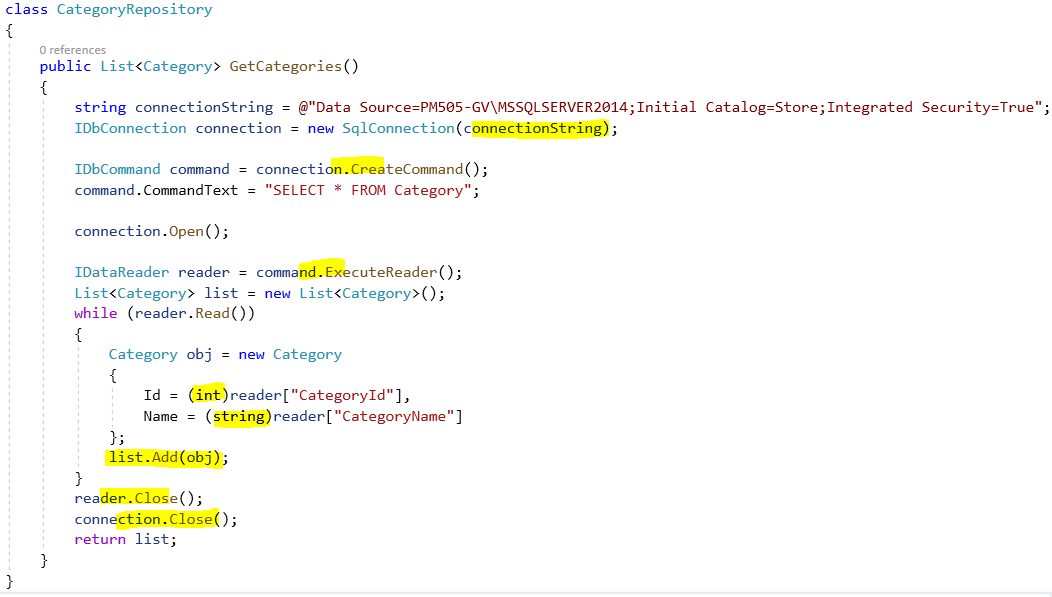 class CategoryRepository
{
0 references
public List<Category> GetCategories()
{
string connectionString = @"Data Source=PM505-GV\MSSQLSERVER2014;Initial Catalog=Store;Integrated Security=True";
IDbConnection connection = new SqlConnection(connectionString);
IDbCommand command = connection.CreateCommand();
command.CommandText = "SELECT * FROM Category";
connection.Open();
IDataReader reader = command.ExecuteReader();
List<Category> list = new List<Category>();
while (reader.Read())
{
Category obj = new Category
{
Id = (int)reader["CategoryId"],
Name = (string)reader["CategoryName"]
};
list.Add(obj);
}
reader.Close();
connection.Close();
return list;
}
}